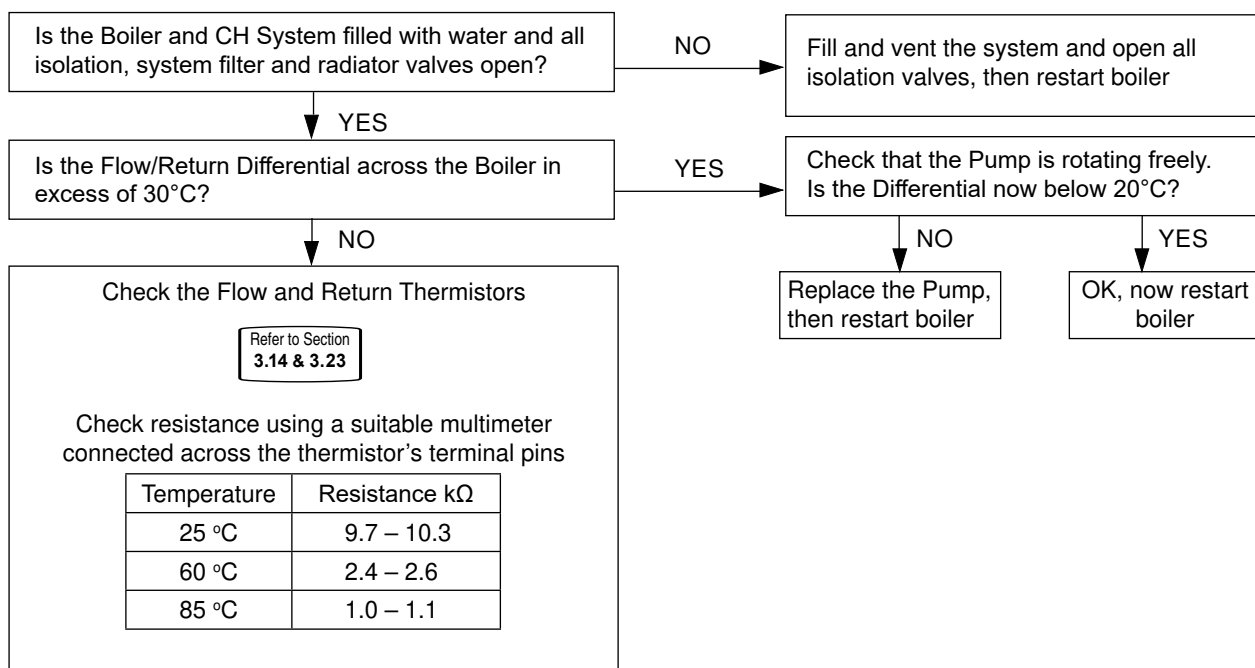 Is the Boiler and CH System filled with water and all
isolation, system filter and radiator valves open?
NO
Fill and vent the system and open all
isolation valves, then restart boiler
YES
Is the Flow/Return Differential across the Boiler in
excess of 30°C?
YES
Check that the Pump is rotating freely.
Is the Differential now below 20°C?
NO
NO
YES
Replace the Pump,
then restart boiler
OK, now restart
boiler
Check the Flow and Return Thermistors
Refer to Section
3.14 & 3.23
Check resistance using a suitable multimeter
connected across the thermistor's terminal pins
Temperature Resistance kΩ
25 ºC 9.7 – 10.3
60 ºC 2.4 – 2.6
85 ºC 1.0 – 1.1